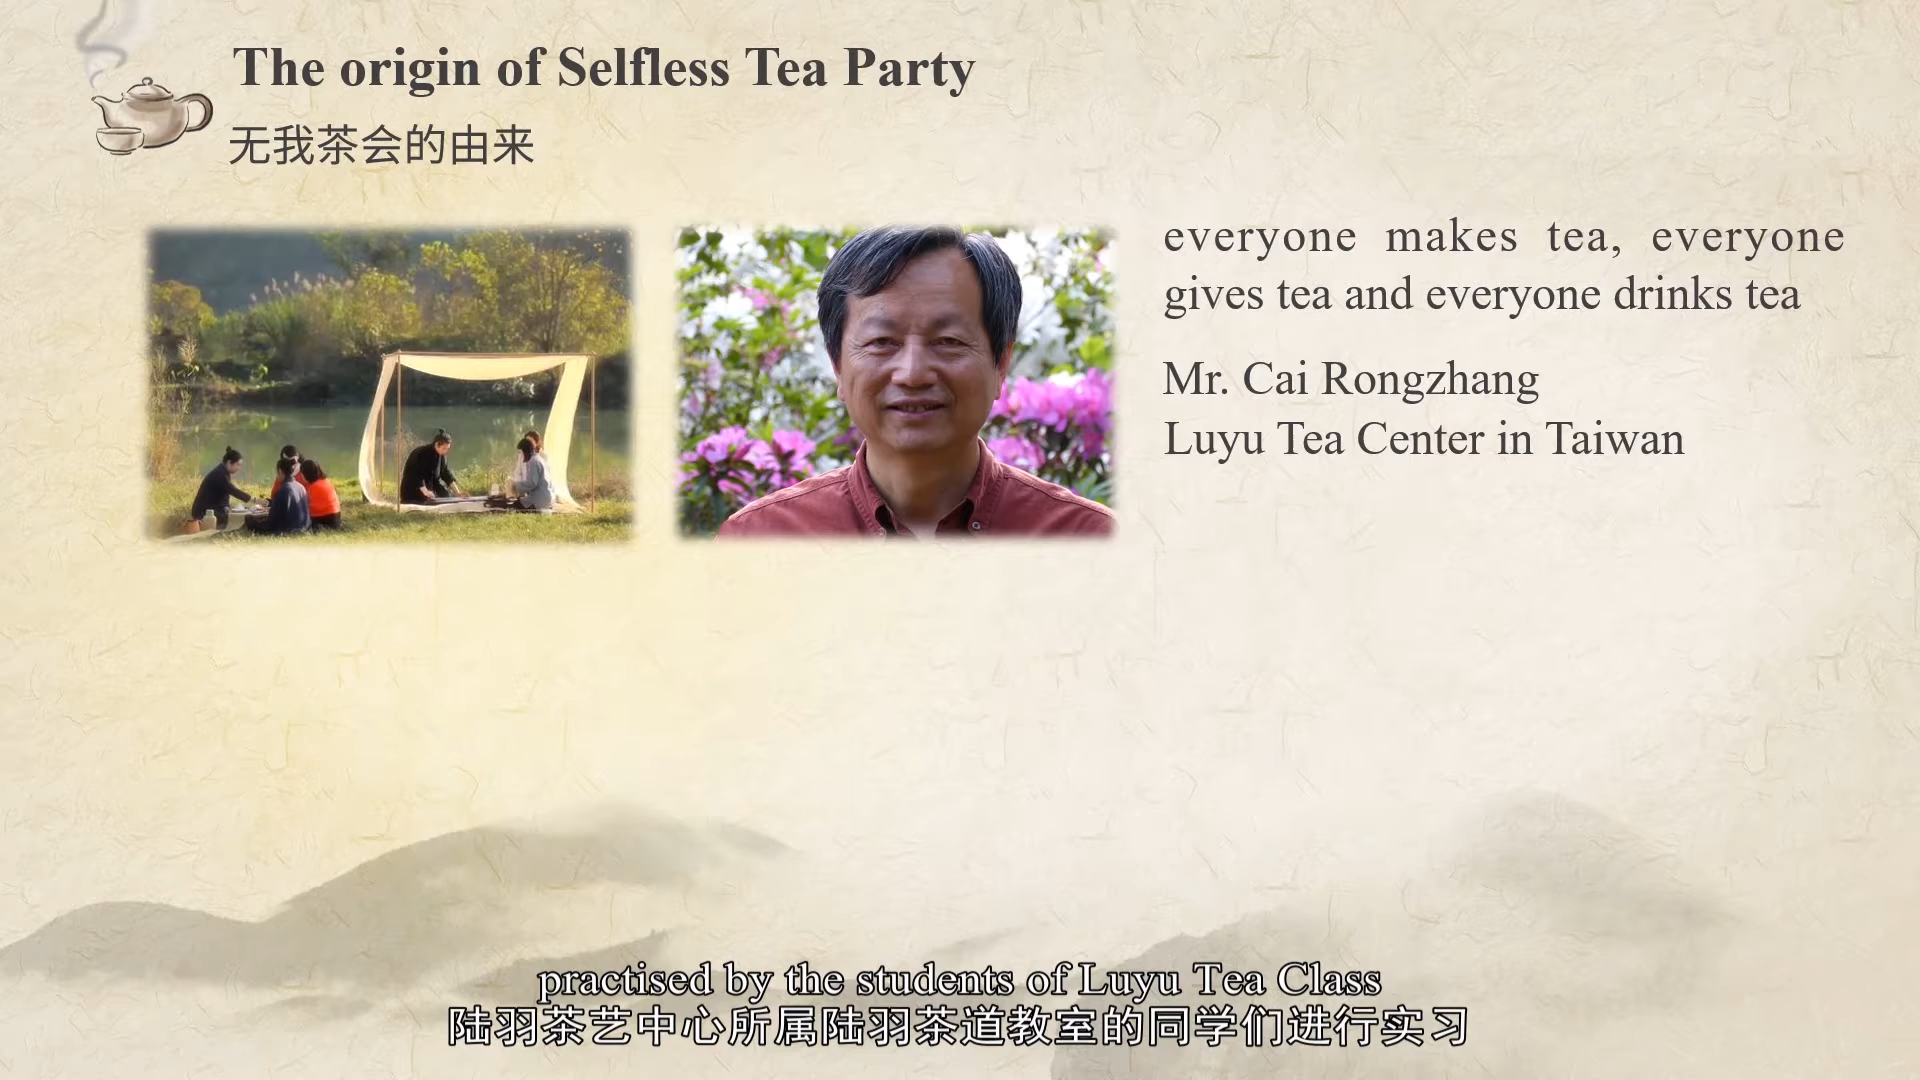 The origin of Selfless Tea Party
无我茶会的由来
everyone makes tea, everyone
gives tea and everyone drinks tea
Mr. Cai Rongzhang
Luyu Tea Center in Taiwan
practised by the students of Luyu Tea Class
陆羽茶艺中心所属陆羽茶道教室的同学们进行实习